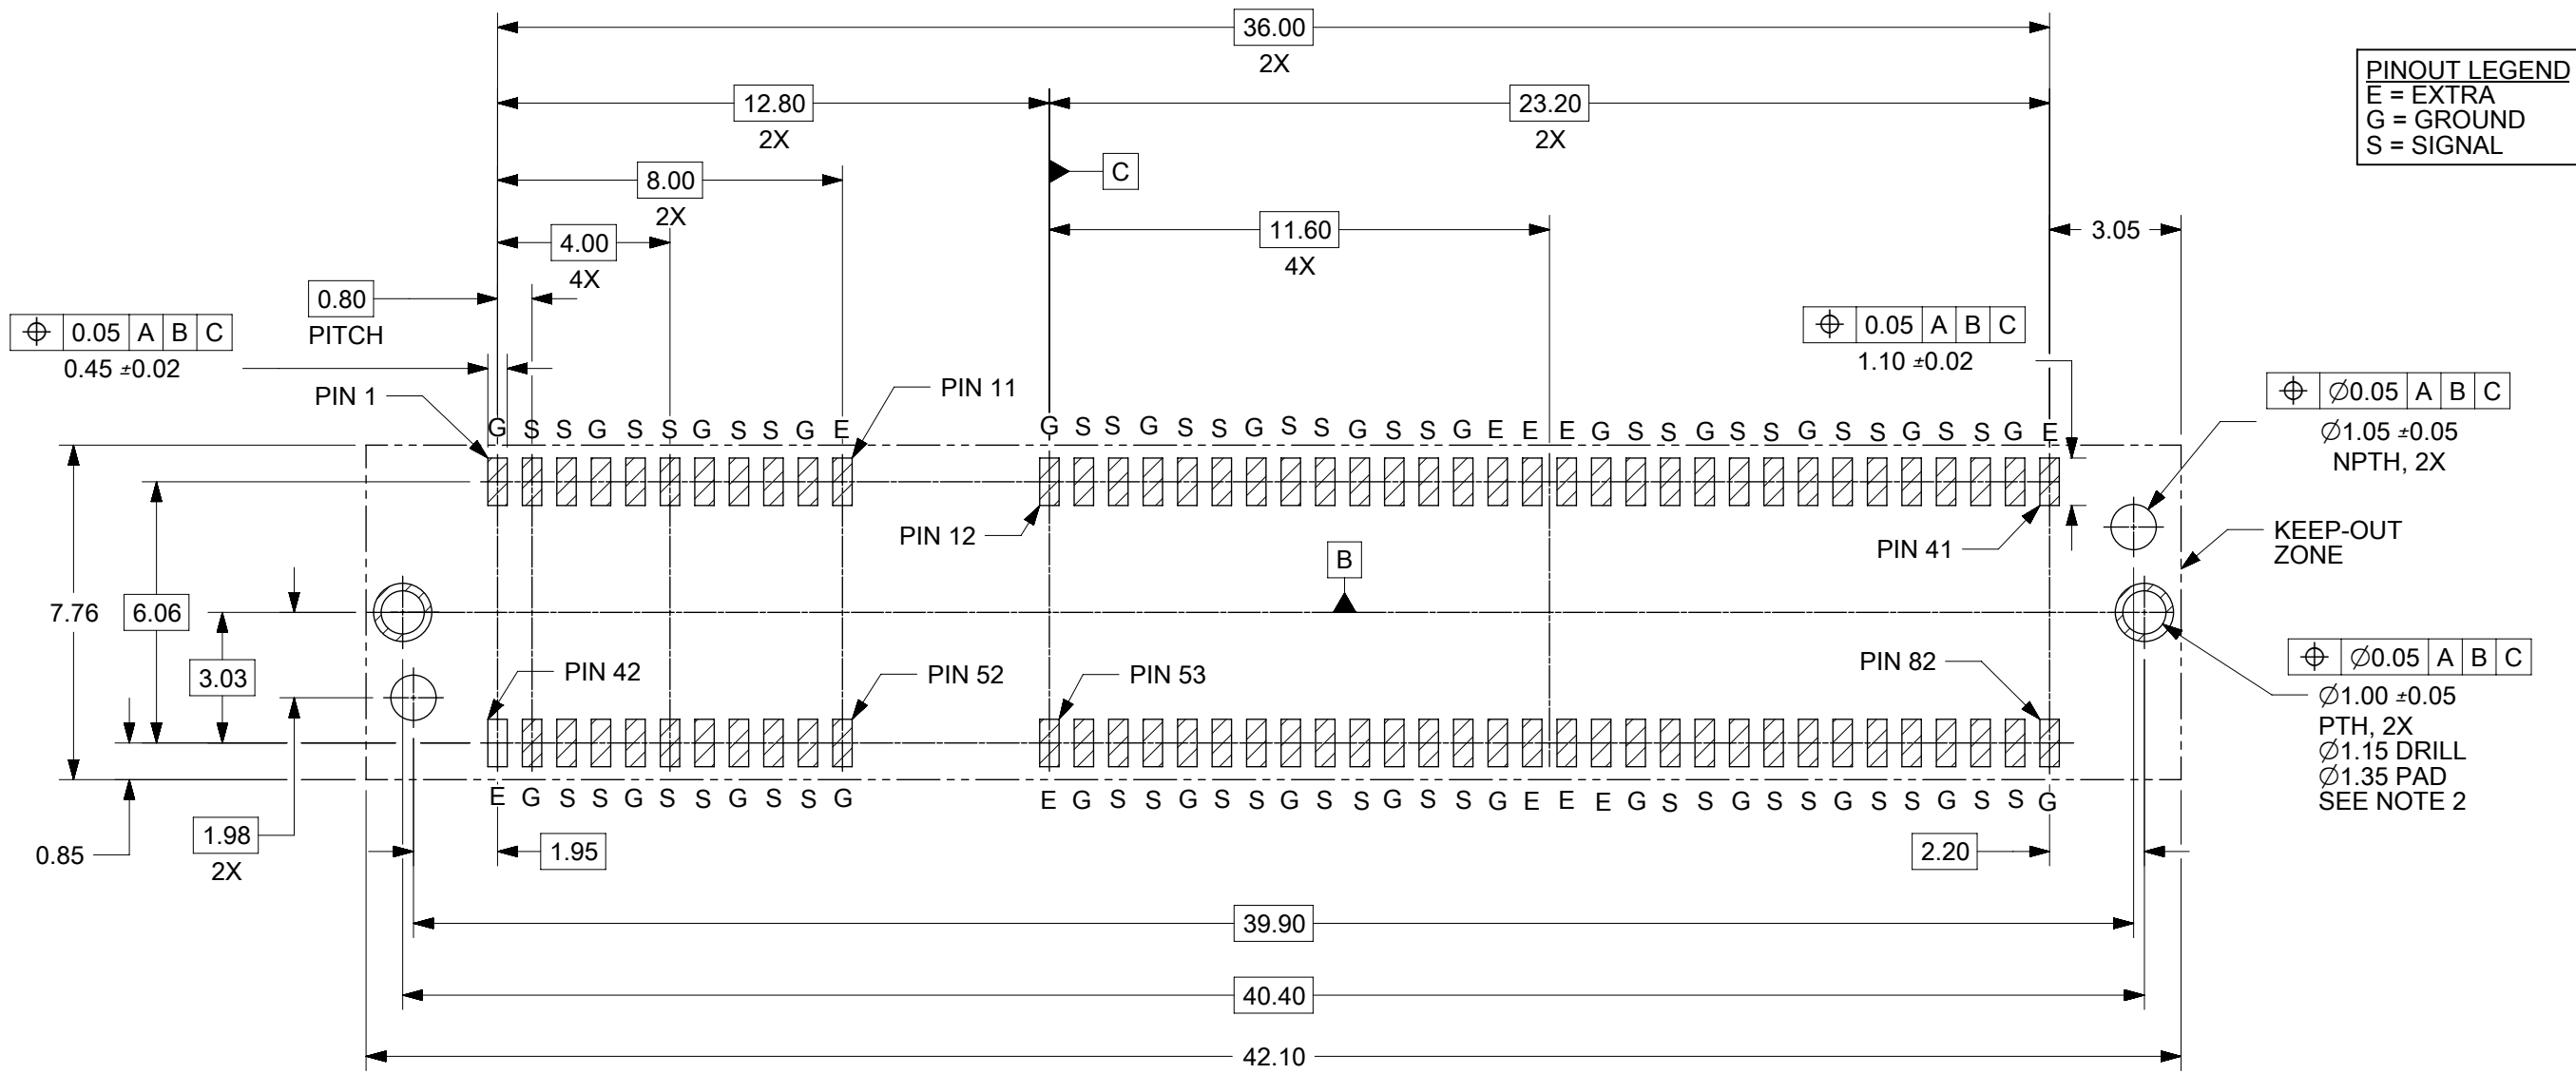 36.00
2X
PINOUT LEGEND
E = EXTRA
G = GROUND
S = SIGNAL
12.80
2X
23.20
2X
C
8.00
2X
4.00
4X
11.60
4X
3.05
0.80
PITCH
⌖ 0.05 A B C
0.45 ±0.02
⌖ 0.05 A B C
1.10 ±0.02
PIN 1
PIN 11
⌖ Ø0.05 A B C
Ø1.05 ±0.05
NPTH, 2X
G S S G S S G S S G E
G S S G S S G S S G S S G E E E G S S G S S G S S G S S G E
PIN 12
PIN 41
KEEP-OUT
ZONE
B
7.76
6.06
3.03
PIN 42
PIN 52
PIN 53
PIN 82
⌖ Ø0.05 A B C
Ø1.00 ±0.05
PTH, 2X
Ø1.15 DRILL
Ø1.35 PAD
SEE NOTE 2
E G S S G S S G S S G
E G S S G S S G S S G S S G E E E G S S G S S G S S G S S G
0.85
1.98
2X
1.95
2.20
39.90
40.40
42.10